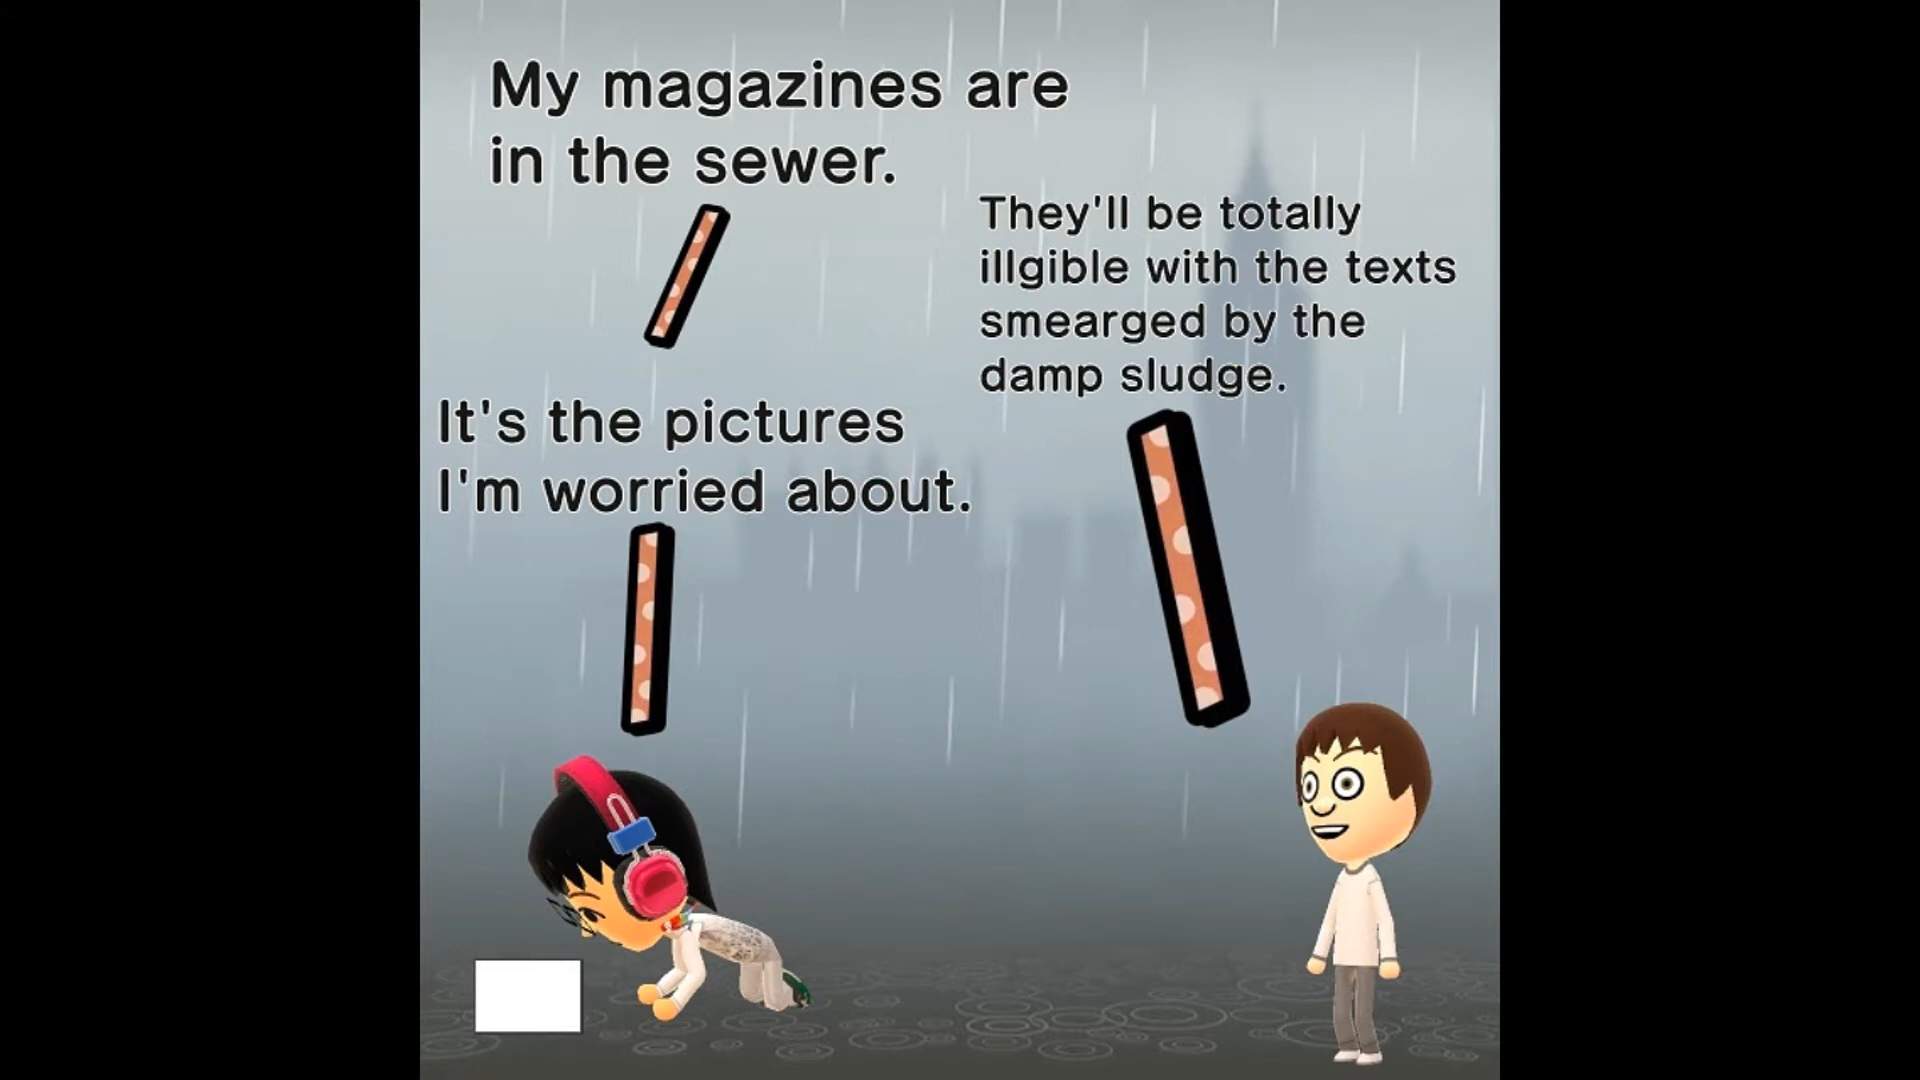 My magazines are
in the sewer.
They'll be totally
illgible with the texts
smearged by the
damp sludge.
It's the pictures
I'm worried about.